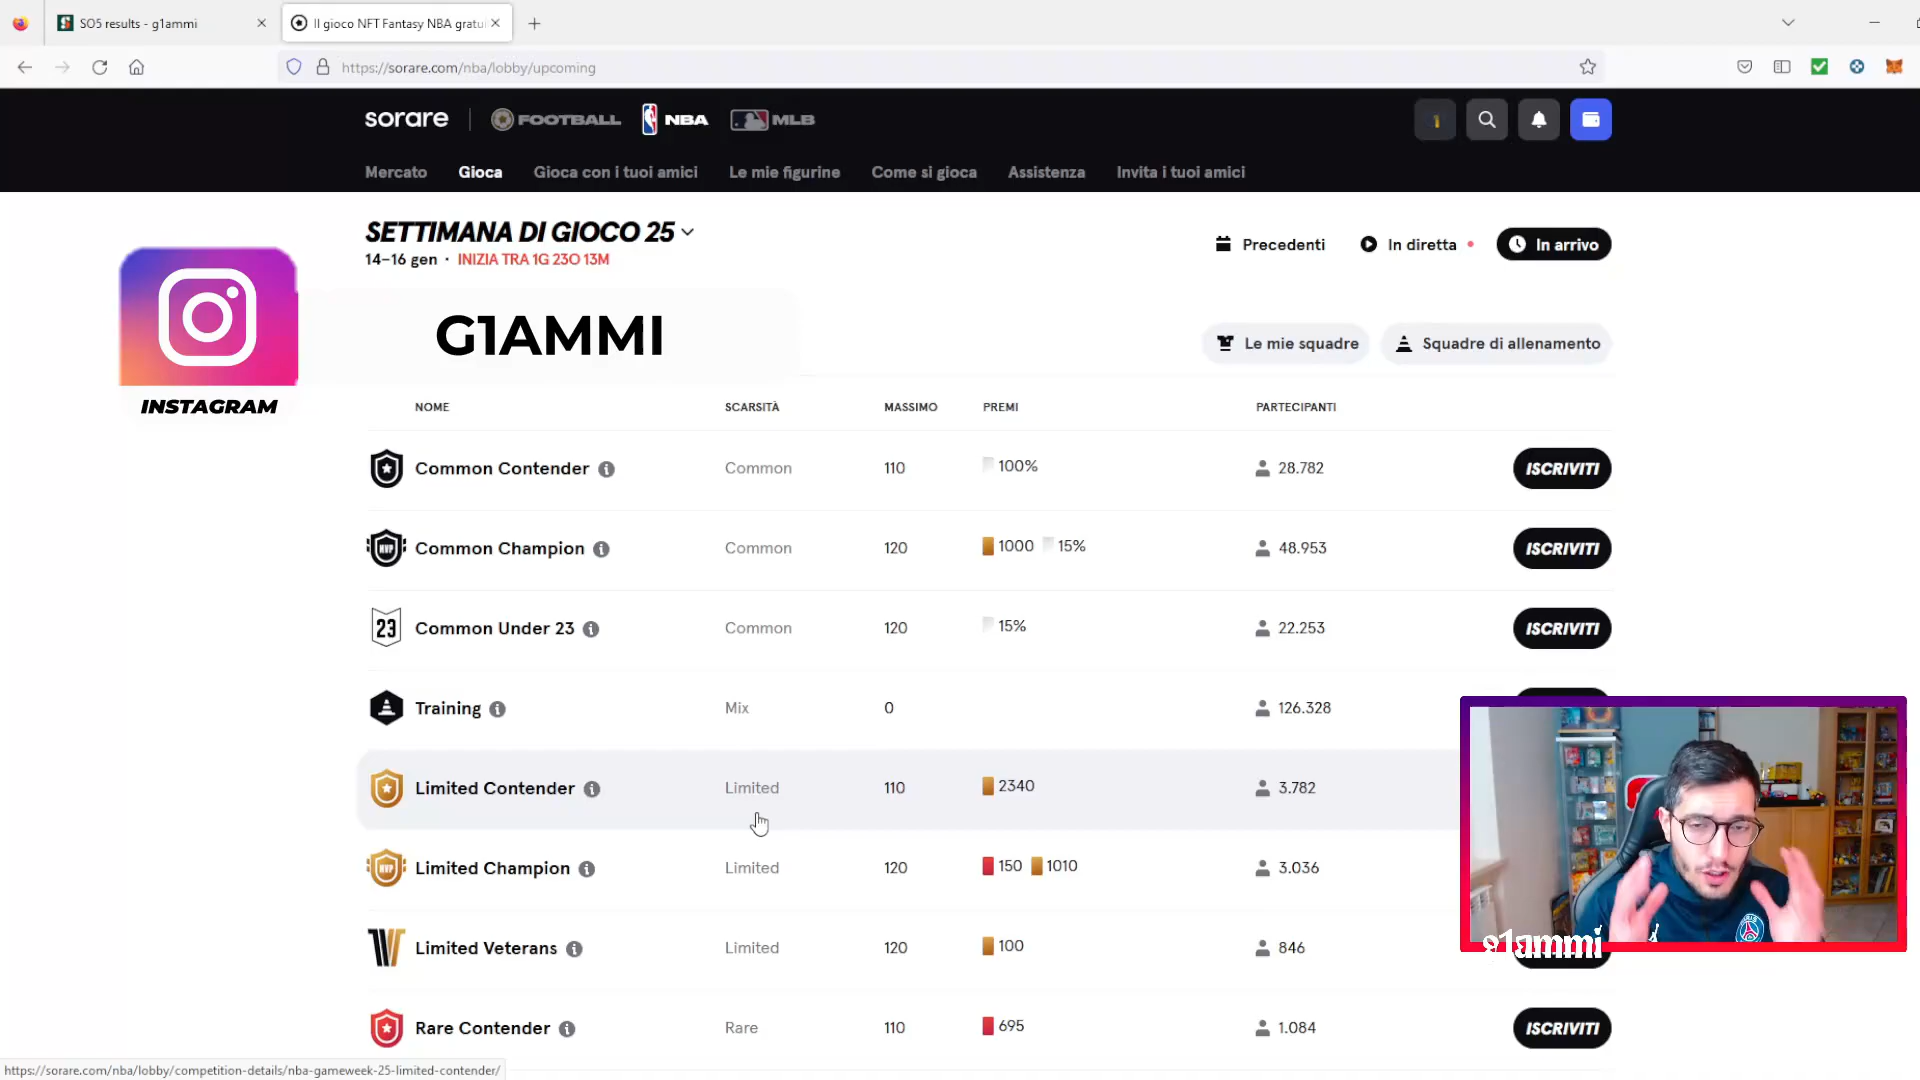 SO5 results - g1ammi
Il gioco NFT Fantasy NBA gratu
https://sorare.com/nba/lobby/upcoming
sorare
FOOTBALL
NBA
MLB
Mercato
Gioca
Gioca con i tuoi amici
Le mie figurine
Come si gioca
Assistenza
Invita i tuoi amici
SETTIMANA DI GIOCO 25
14–16 gen · INIZIA TRA 1G 23O 13M
Precedenti
In diretta
In arrivo
G1AMMI
INSTAGRAM
Le mie squadre
Squadre di allenamento
NOME SCARSITÀ MASSIMO PREMI PARTECIPANTI
Common Contender Common 110 100% 28.782 ISCRIVITI
MVP Common Champion Common 120 1000 15% 48.953 ISCRIVITI
23 Common Under 23 Common 120 15% 22.253 ISCRIVITI
Training Mix 0 126.328
Limited Contender Limited 110 2340 3.782
MVP Limited Champion Limited 120 150 1010 3.036
Limited Veterans Limited 120 100 846
Rare Contender Rare 110 695 1.084 ISCRIVITI
g1ammi
https://sorare.com/nba/lobby/competition-details/nba-gameweek-25-limited-contender/